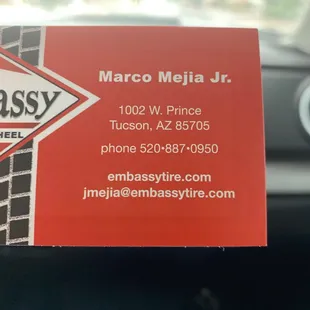 assy
HEEL
Marco Mejia Jr.
1002 W. Prince
Tucson, AZ 85705
phone 520•887•0950
embassytire.com
jmejia@embassytire.com